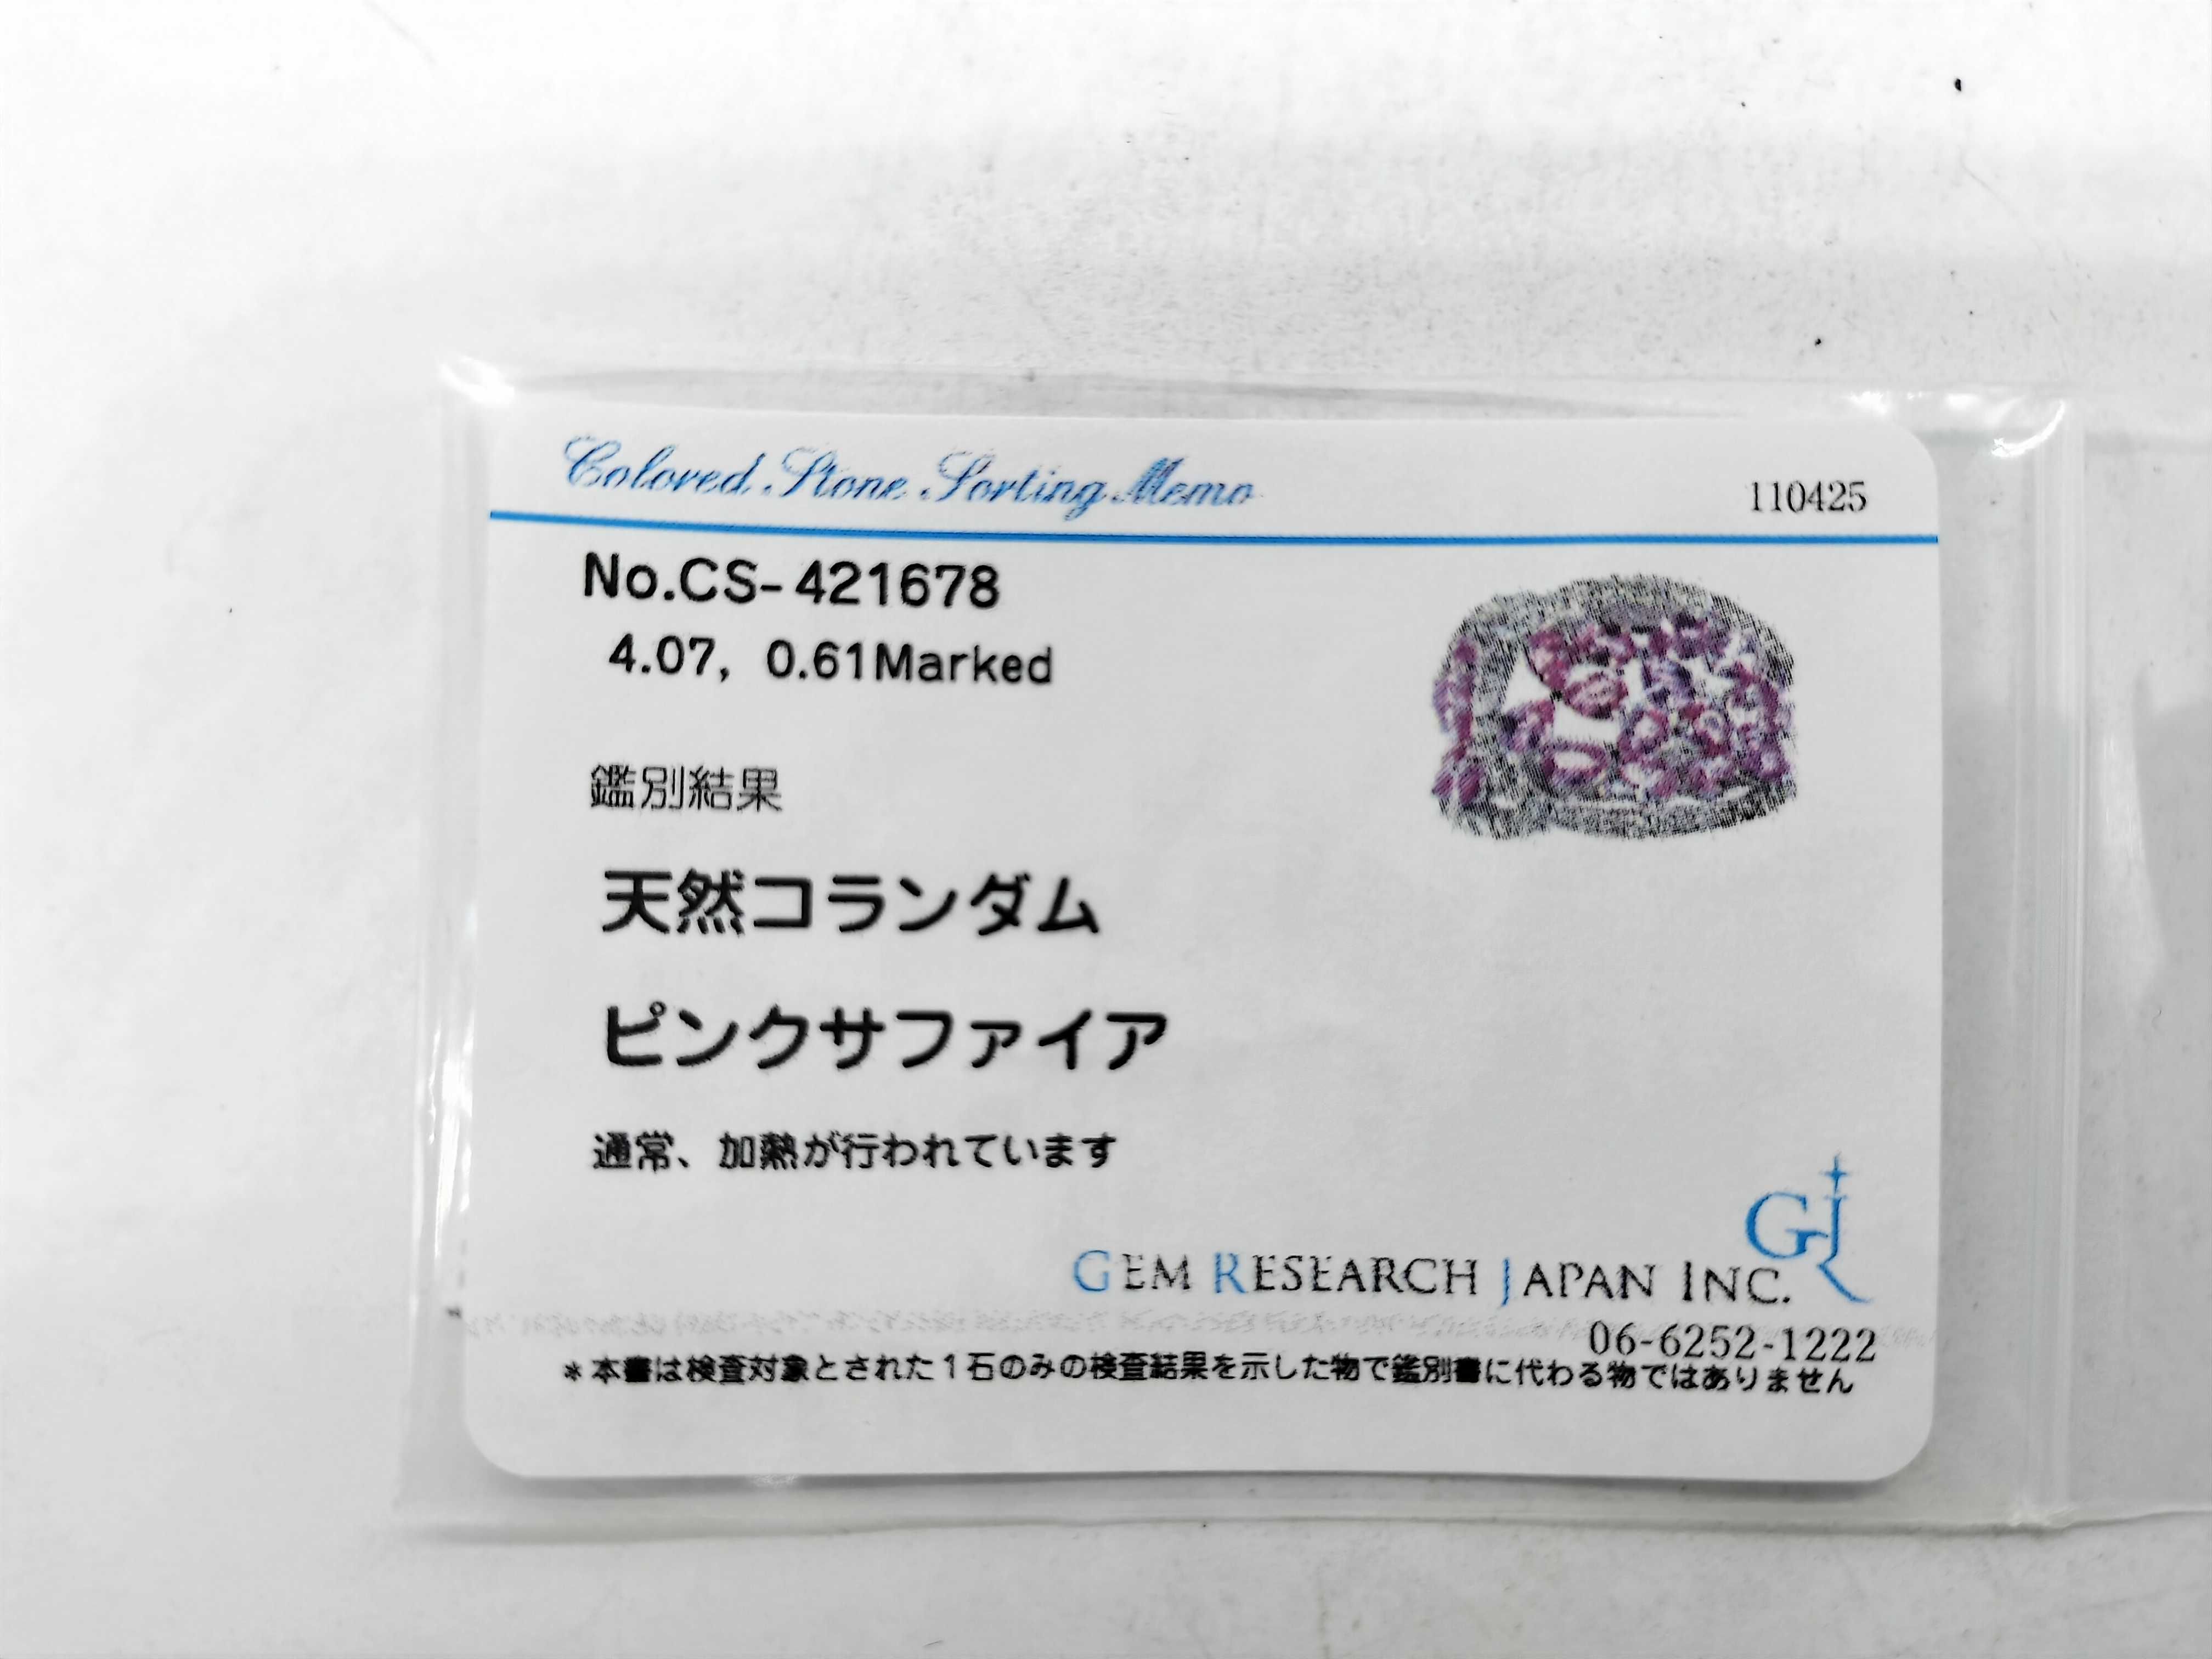 Colored Stone Sorting Memo
110425
No.CS-421678
4.07, 0.61Marked
鑑別結果
天然コランダム
ピンクサファイア
通常、加熱が行われています
GEM RESEARCH JAPAN INC.
06-6252-1222
*本書は検査対象とされた1石のみの検査結果を示した物で鑑別書に代わる物ではありません